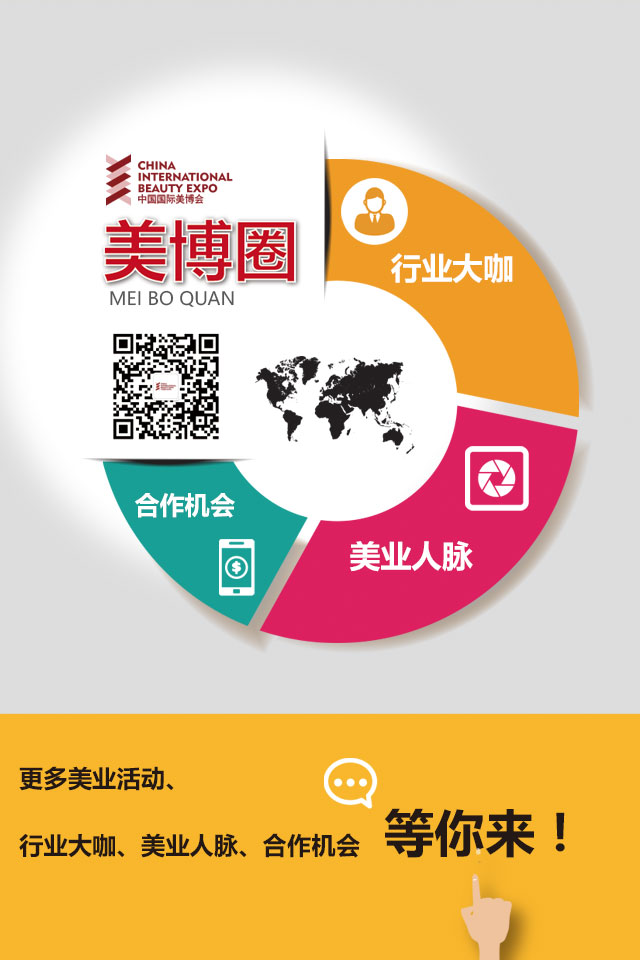 CHINA
INTERNATIONAL
BEAUTY EXPO
中国国际美博会
美博圈
MEI BO QUAN
行业大咖
合作机会
美业人脉
更多美业活动、
行业大咖、美业人脉、合作机会
等你来！